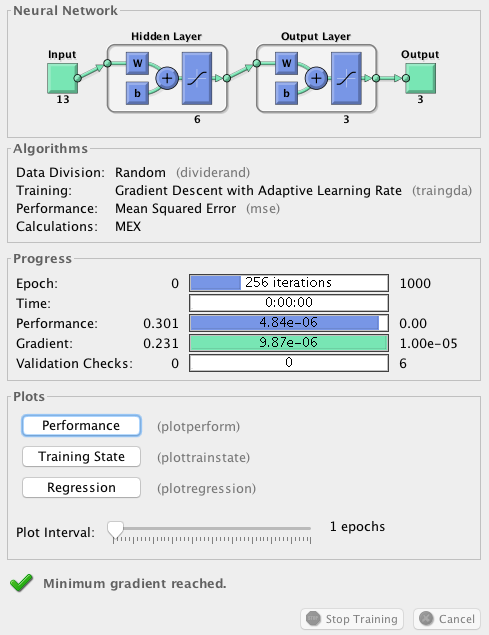 Neural Network
Hidden Layer Output Layer
Input Output
W W
b b
13 6 3 3
Algorithms
Data Division: Random (dividerand)
Training: Gradient Descent with Adaptive Learning Rate (traingda)
Performance: Mean Squared Error (mse)
Calculations: MEX
Progress
Epoch: 0 256 iterations 1000
Time: 0:00:00
Performance: 0.301 4.84e-06 0.00
Gradient: 0.231 9.87e-06 1.00e-05
Validation Checks: 0 0 6
Plots
Performance (plotperform)
Training State (plottrainstate)
Regression (plotregression)
Plot Interval: 1 epochs
Minimum gradient reached.
Stop Training Cancel